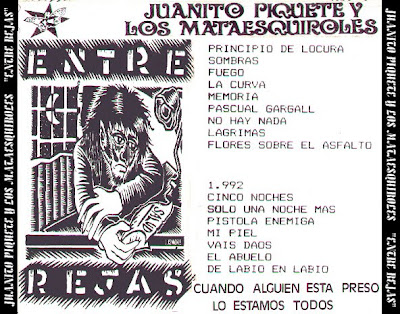 JUANITO PIQUETE Y LOS MATAESQUIROLES "ENTRE REJAS"
JUANITO PIQUETE Y
LOS MATAESQUIROLES
ENTRE
REJAS
PRINCIPIO DE LOCURA
SOMBRAS
FUEGO
LA CURVA
MEMORIA
PASCUAL GARGALL
NO HAY NADA
LAGRIMAS
FLORES SOBRE EL ASFALTO
1.992
CINCO NOCHES
SOLO UNA NOCHE MAS
PISTOLA ENEMIGA
MI PIEL
VAIS DAOS
EL ABUELO
DE LABIO EN LABIO
CUANDO ALGUIEN ESTA PRESO
LO ESTAMOS TODOS
JUANITO PIQUETE Y LOS MATAESQUIROLES "ENTRE REJAS"